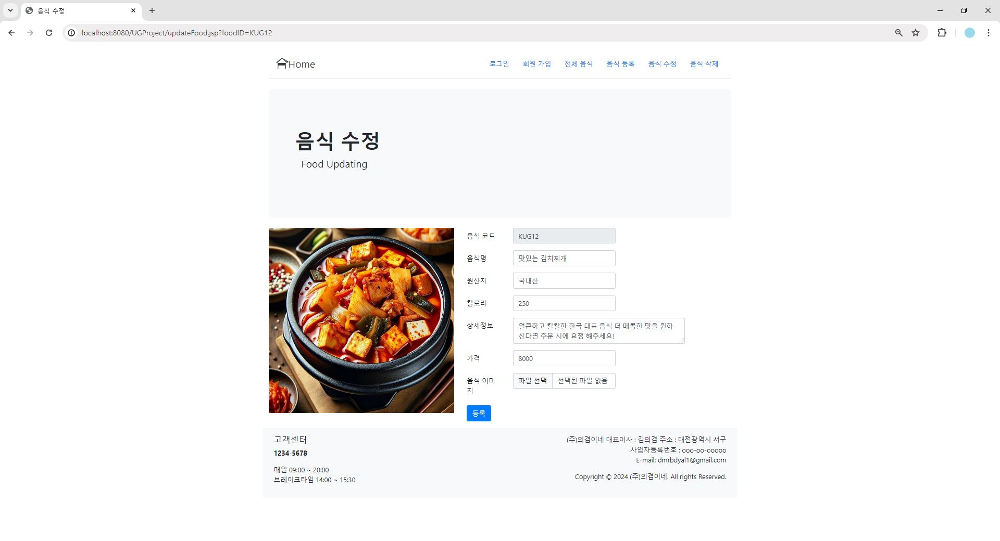 음식 수정
localhost:8080/UGProject/updateFood.jsp?foodID=KUG12
Home
로그인
회원 가입
전체 음식
음식 등록
음식 수정
음식 삭제
음식 수정
Food Updating
음식 코드
KUG12
음식명
맛있는 김치찌개
원산지
국내산
칼로리
250
상세정보
얼큰하고 칼칼한 한국 대표 음식 더 매콤한 맛을 원하
신다면 주문 시에 요청 해주세요!
가격
8000
음식 이미
지
파일 선택
선택된 파일 없음
등록
고객센터
1234-5678
매일 09:00 ~ 20:00
브레이크타임 14:00 ~ 15:30
(주)의겸이네 대표이사 : 김의겸 주소 : 대전광역시 서구
사업자등록번호 : ooo-oo-ooooo
E-mail: dmrbdyal1@gmail.com
Copyright © 2024 (주)의겸이네. All rights Reserved.